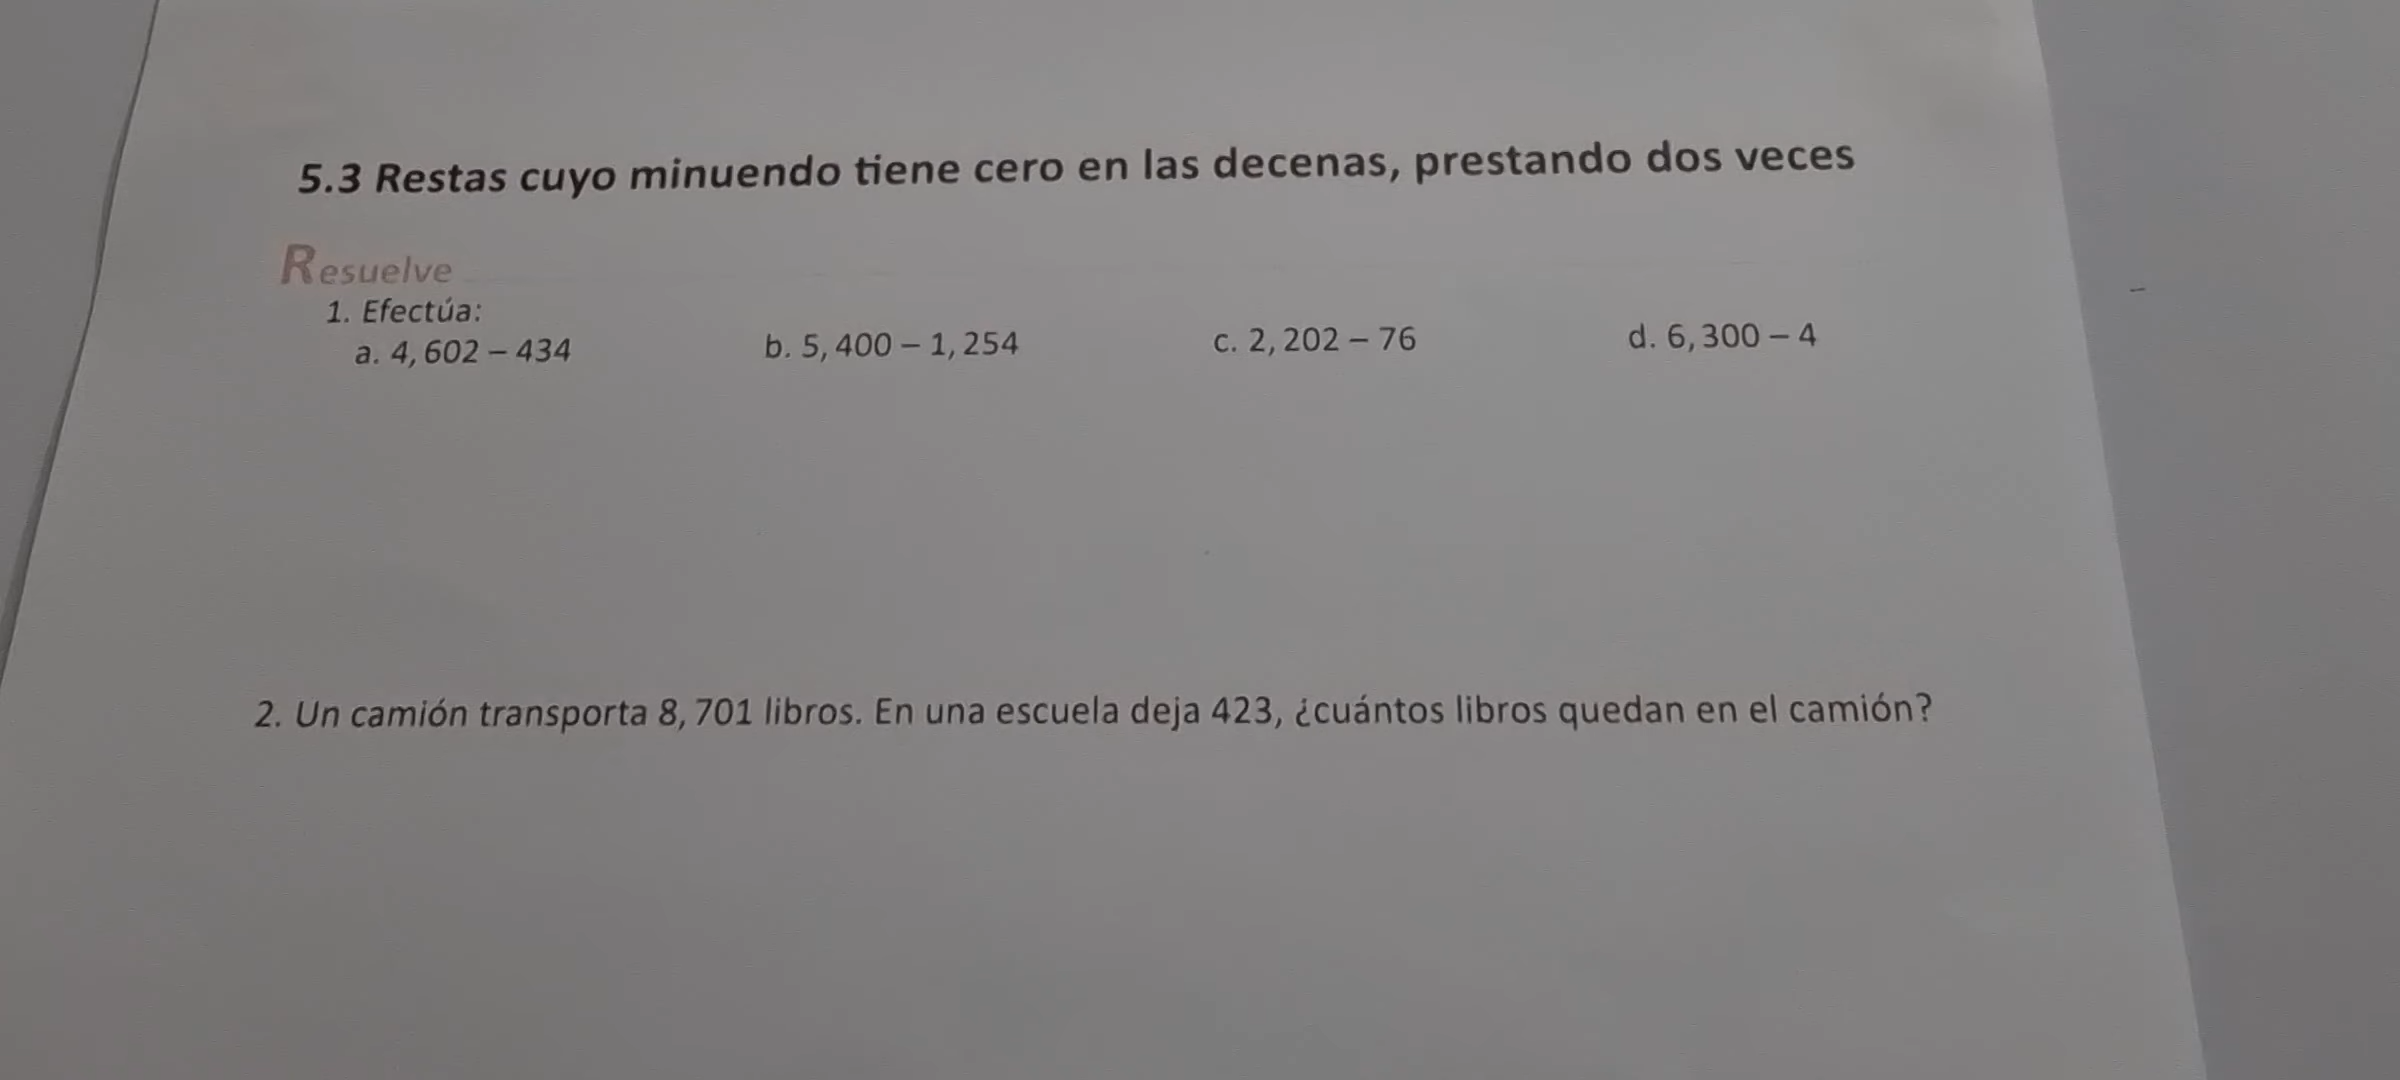 5.3 Restas cuyo minuendo tiene cero en las decenas, prestando dos veces
Resuelve
1. Efectúa:
a. 4, 602 – 434 b. 5, 400 – 1, 254 c. 2, 202 – 76 d. 6, 300 – 4
2. Un camión transporta 8, 701 libros. En una escuela deja 423, ¿cuántos libros quedan en el camión?